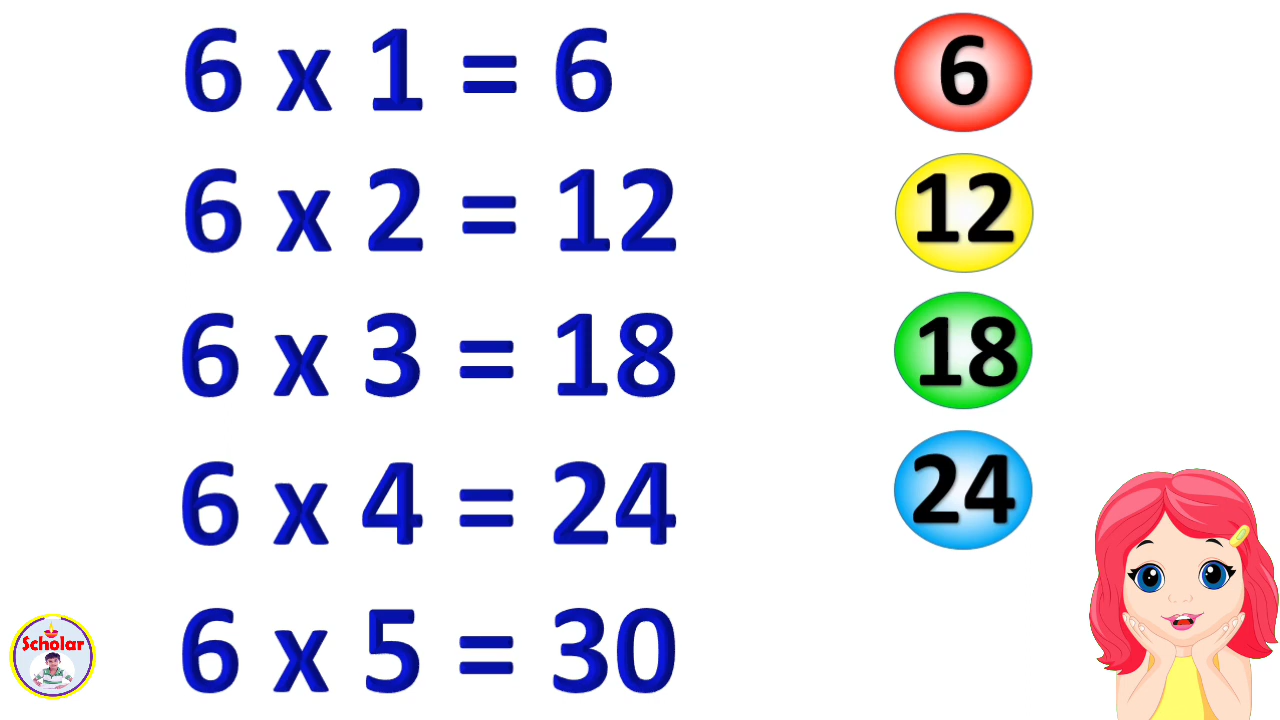 6 x 1 = 6 6
6 x 2 = 12 12
6 x 3 = 18 18
6 x 4 = 24 24
6 x 5 = 30
Scholar